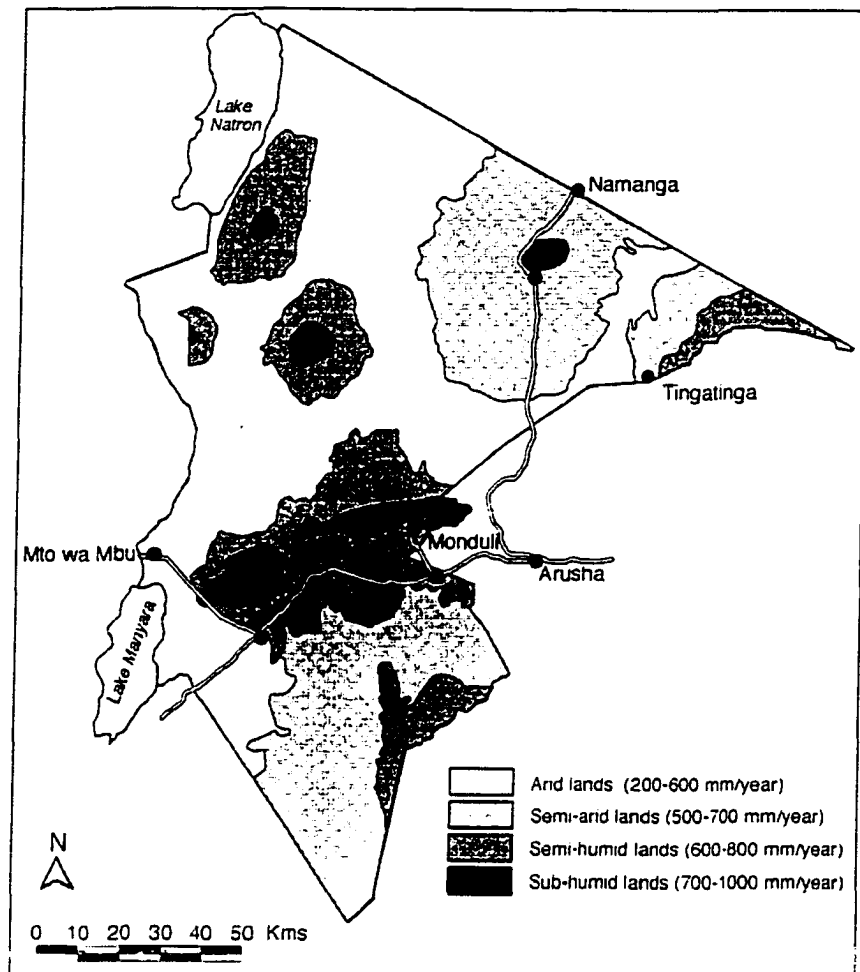 Lake
Natron
Namanga
Tingatinga
Mto wa Mbu
Monduli
Arusha
Lake Manyara
Arid lands (200-600 mm/year)
Semi-arid lands (500-700 mm/year)
Semi-humid lands (600-800 mm/year)
Sub-humid lands (700-1000 mm/year)
N
0 10 20 30 40 50 Kms